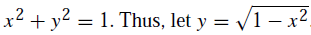 x² + y² = 1. Thus, let y = √(1 − x²).